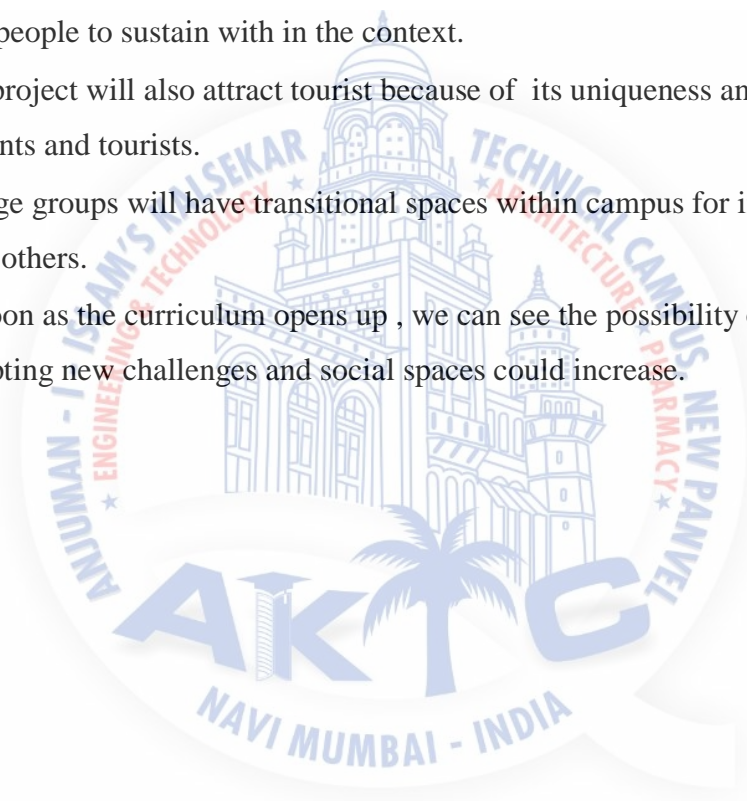 people to sustain with in the context.
project will also attract tourist because of its uniqueness an
nts and tourists.
ge groups will have transitional spaces within campus for i
others.
oon as the curriculum opens up , we can see the possibility
ting new challenges and social spaces could increase.
ANJUMAN - I - ISLAM'S KALSEKAR TECHNICAL CAMPUS, NEW PANVEL
★ ENGINEERING & TECHNOLOGY ★ ★ ARCHITECTURE ★ PHARMACY ★
AKTC
NAVI MUMBAI - INDIA